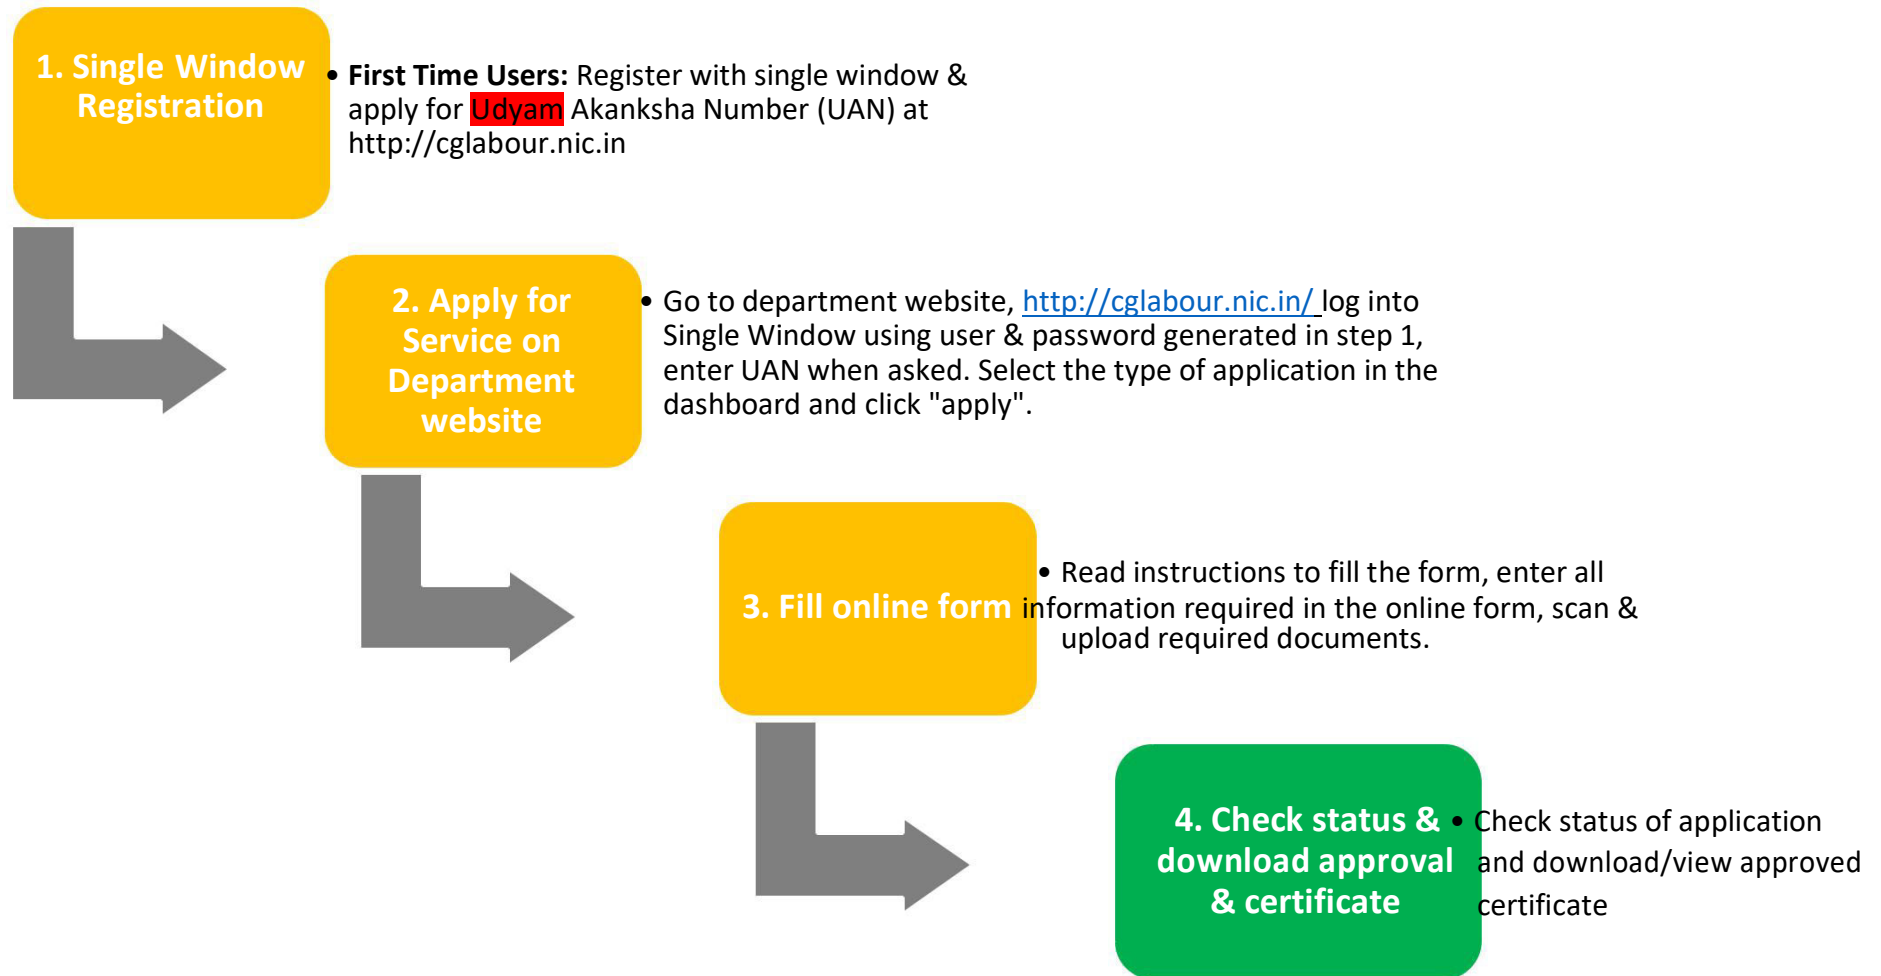 1. Single Window
Registration
• First Time Users: Register with single window &
apply for Udyam Akanksha Number (UAN) at
http://cglabour.nic.in
2. Apply for
Service on
Department
website
• Go to department website, http://cglabour.nic.in/ log into
Single Window using user & password generated in step 1,
enter UAN when asked. Select the type of application in the
dashboard and click "apply".
3. Fill online form
• Read instructions to fill the form, enter all
information required in the online form, scan &
upload required documents.
4. Check status &
download approval
& certificate
• Check status of application
and download/view approved
certificate